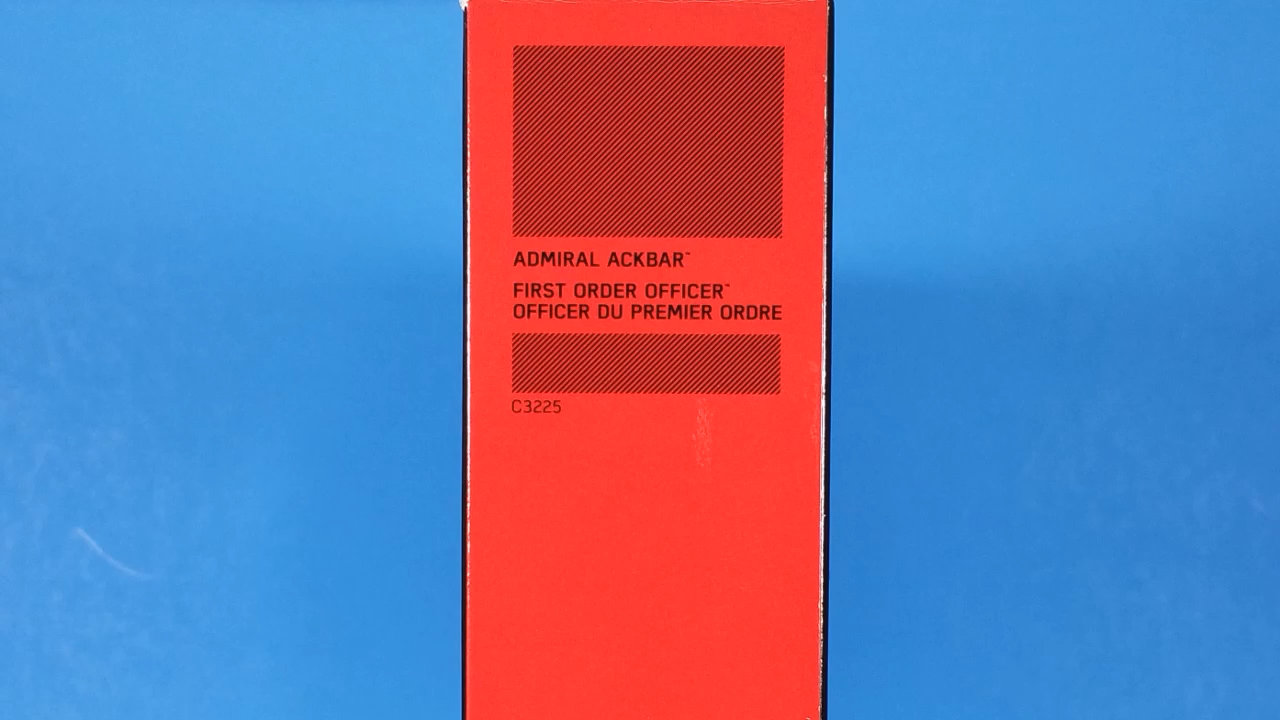 ADMIRAL ACKBAR™
FIRST ORDER OFFICER™
OFFICER DU PREMIER ORDRE
C3225